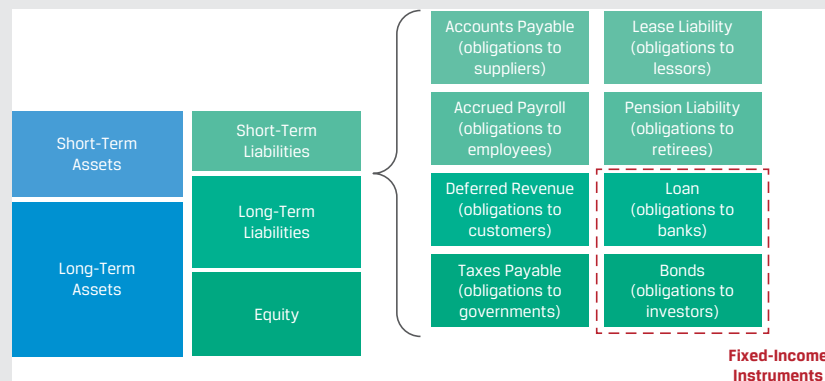 Short-Term
Assets
Long-Term
Assets
Short-Term
Liabilities
Long-Term
Liabilities
Equity
Accounts Payable
(obligations to
suppliers)
Lease Liability
(obligations to
lessors)
Accrued Payroll
(obligations to
employees)
Pension Liability
(obligations to
retirees)
Deferred Revenue
(obligations to
customers)
Loan
(obligations to
banks)
Taxes Payable
(obligations to
governments)
Bonds
(obligations to
investors)
Fixed-Income
Instruments